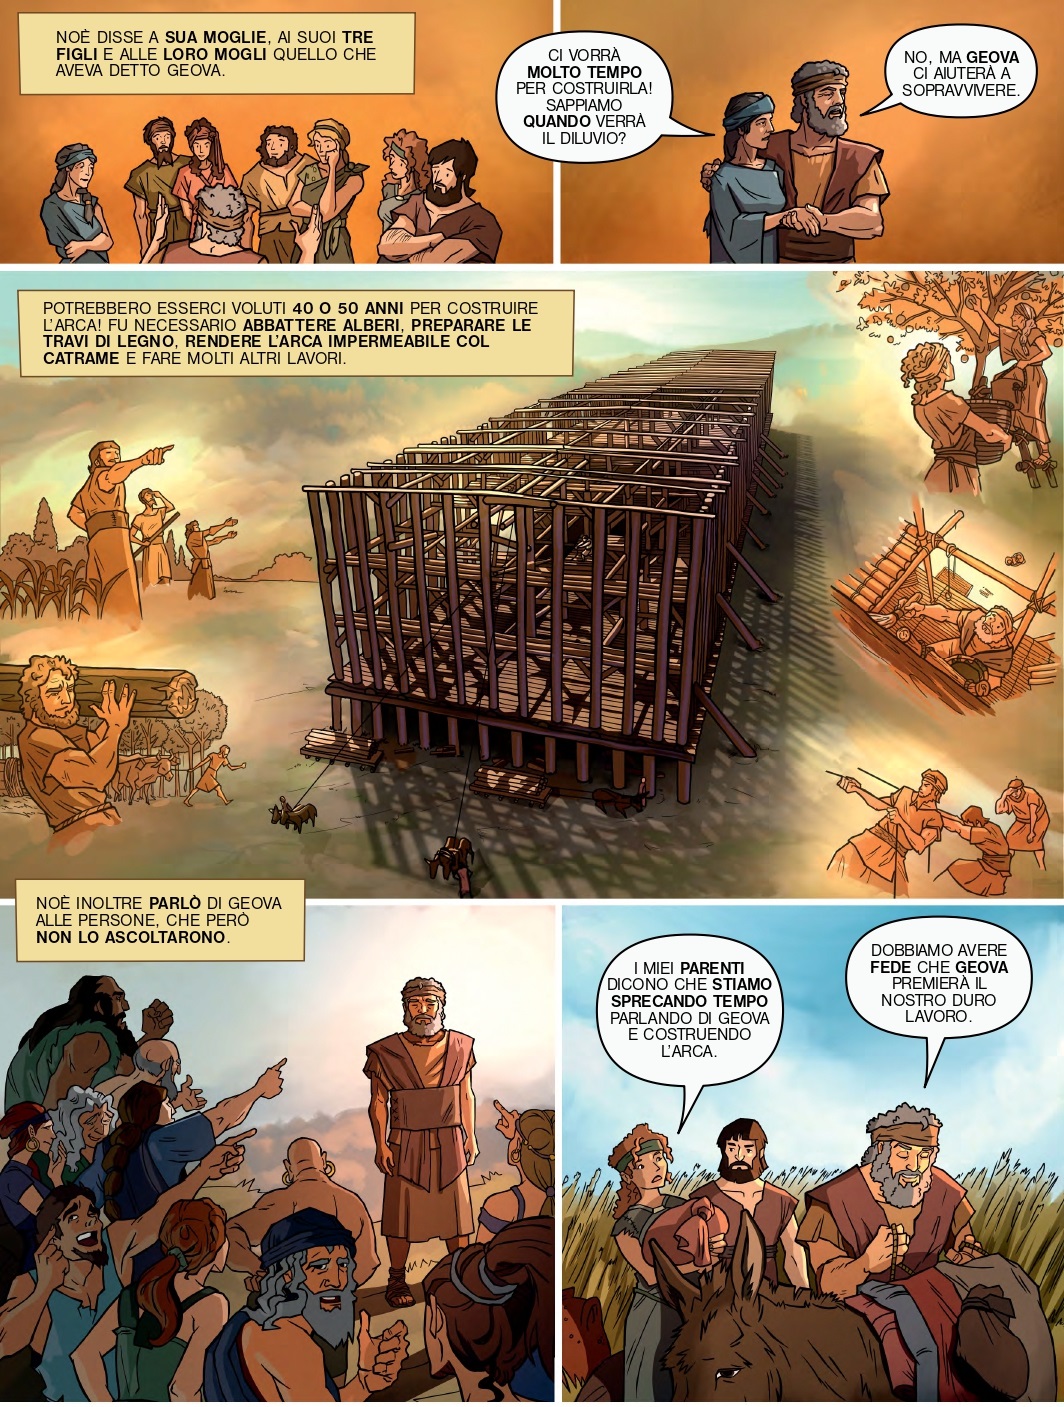 NOÈ DISSE A SUA MOGLIE, AI SUOI TRE
FIGLI E ALLE LORO MOGLI QUELLO CHE
AVEVA DETTO GEOVA.
CI VORRÀ
MOLTO TEMPO
PER COSTRUIRLA!
SAPPIAMO
QUANDO VERRÀ
IL DILUVIO?
NO, MA GEOVA
CI AIUTERÀ A
SOPRAVVIVERE.
POTREBBERO ESSERCI VOLUTI 40 O 50 ANNI PER COSTRUIRE
L’ARCA! FU NECESSARIO ABBATTERE ALBERI, PREPARARE LE
TRAVI DI LEGNO, RENDERE L’ARCA IMPERMEABILE COL
CATRAME E FARE MOLTI ALTRI LAVORI.
NOÈ INOLTRE PARLÒ DI GEOVA
ALLE PERSONE, CHE PERÒ
NON LO ASCOLTARONO.
I MIEI PARENTI
DICONO CHE STIAMO
SPRECANDO TEMPO
PARLANDO DI GEOVA
E COSTRUENDO
L’ARCA.
DOBBIAMO AVERE
FEDE CHE GEOVA
PREMIERÀ IL
NOSTRO DURO
LAVORO.